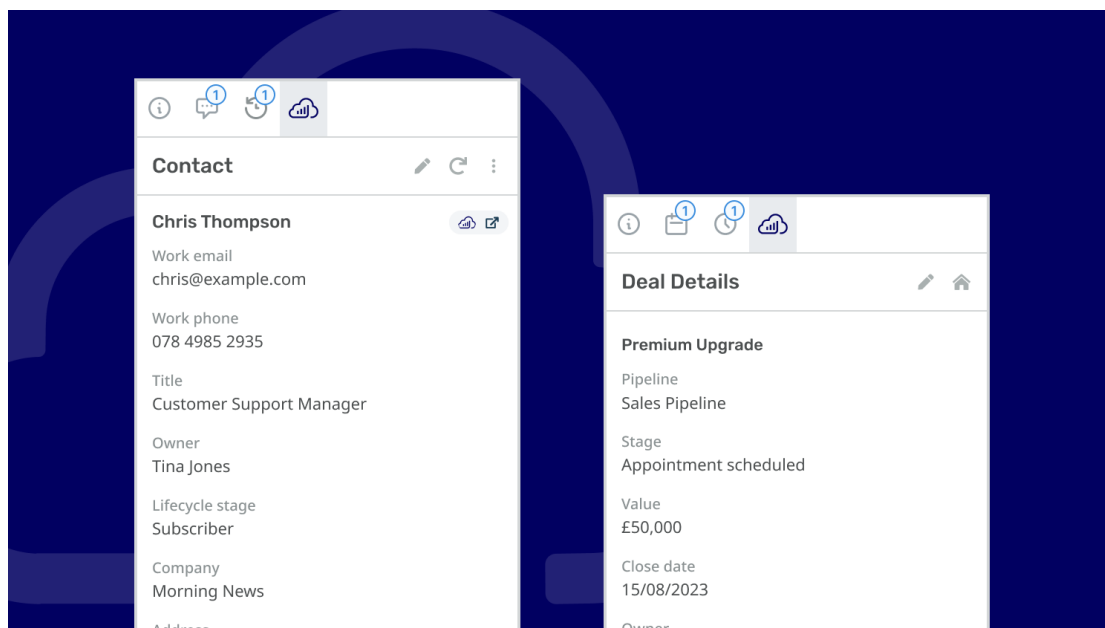 1 1
Contact
Chris Thompson
Work email
chris@example.com
Work phone
078 4985 2935
Title
Customer Support Manager
Owner
Tina Jones
Lifecycle stage
Subscriber
Company
Morning News
Address
1 1
Deal Details
Premium Upgrade
Pipeline
Sales Pipeline
Stage
Appointment scheduled
Value
£50,000
Close date
15/08/2023
Owner